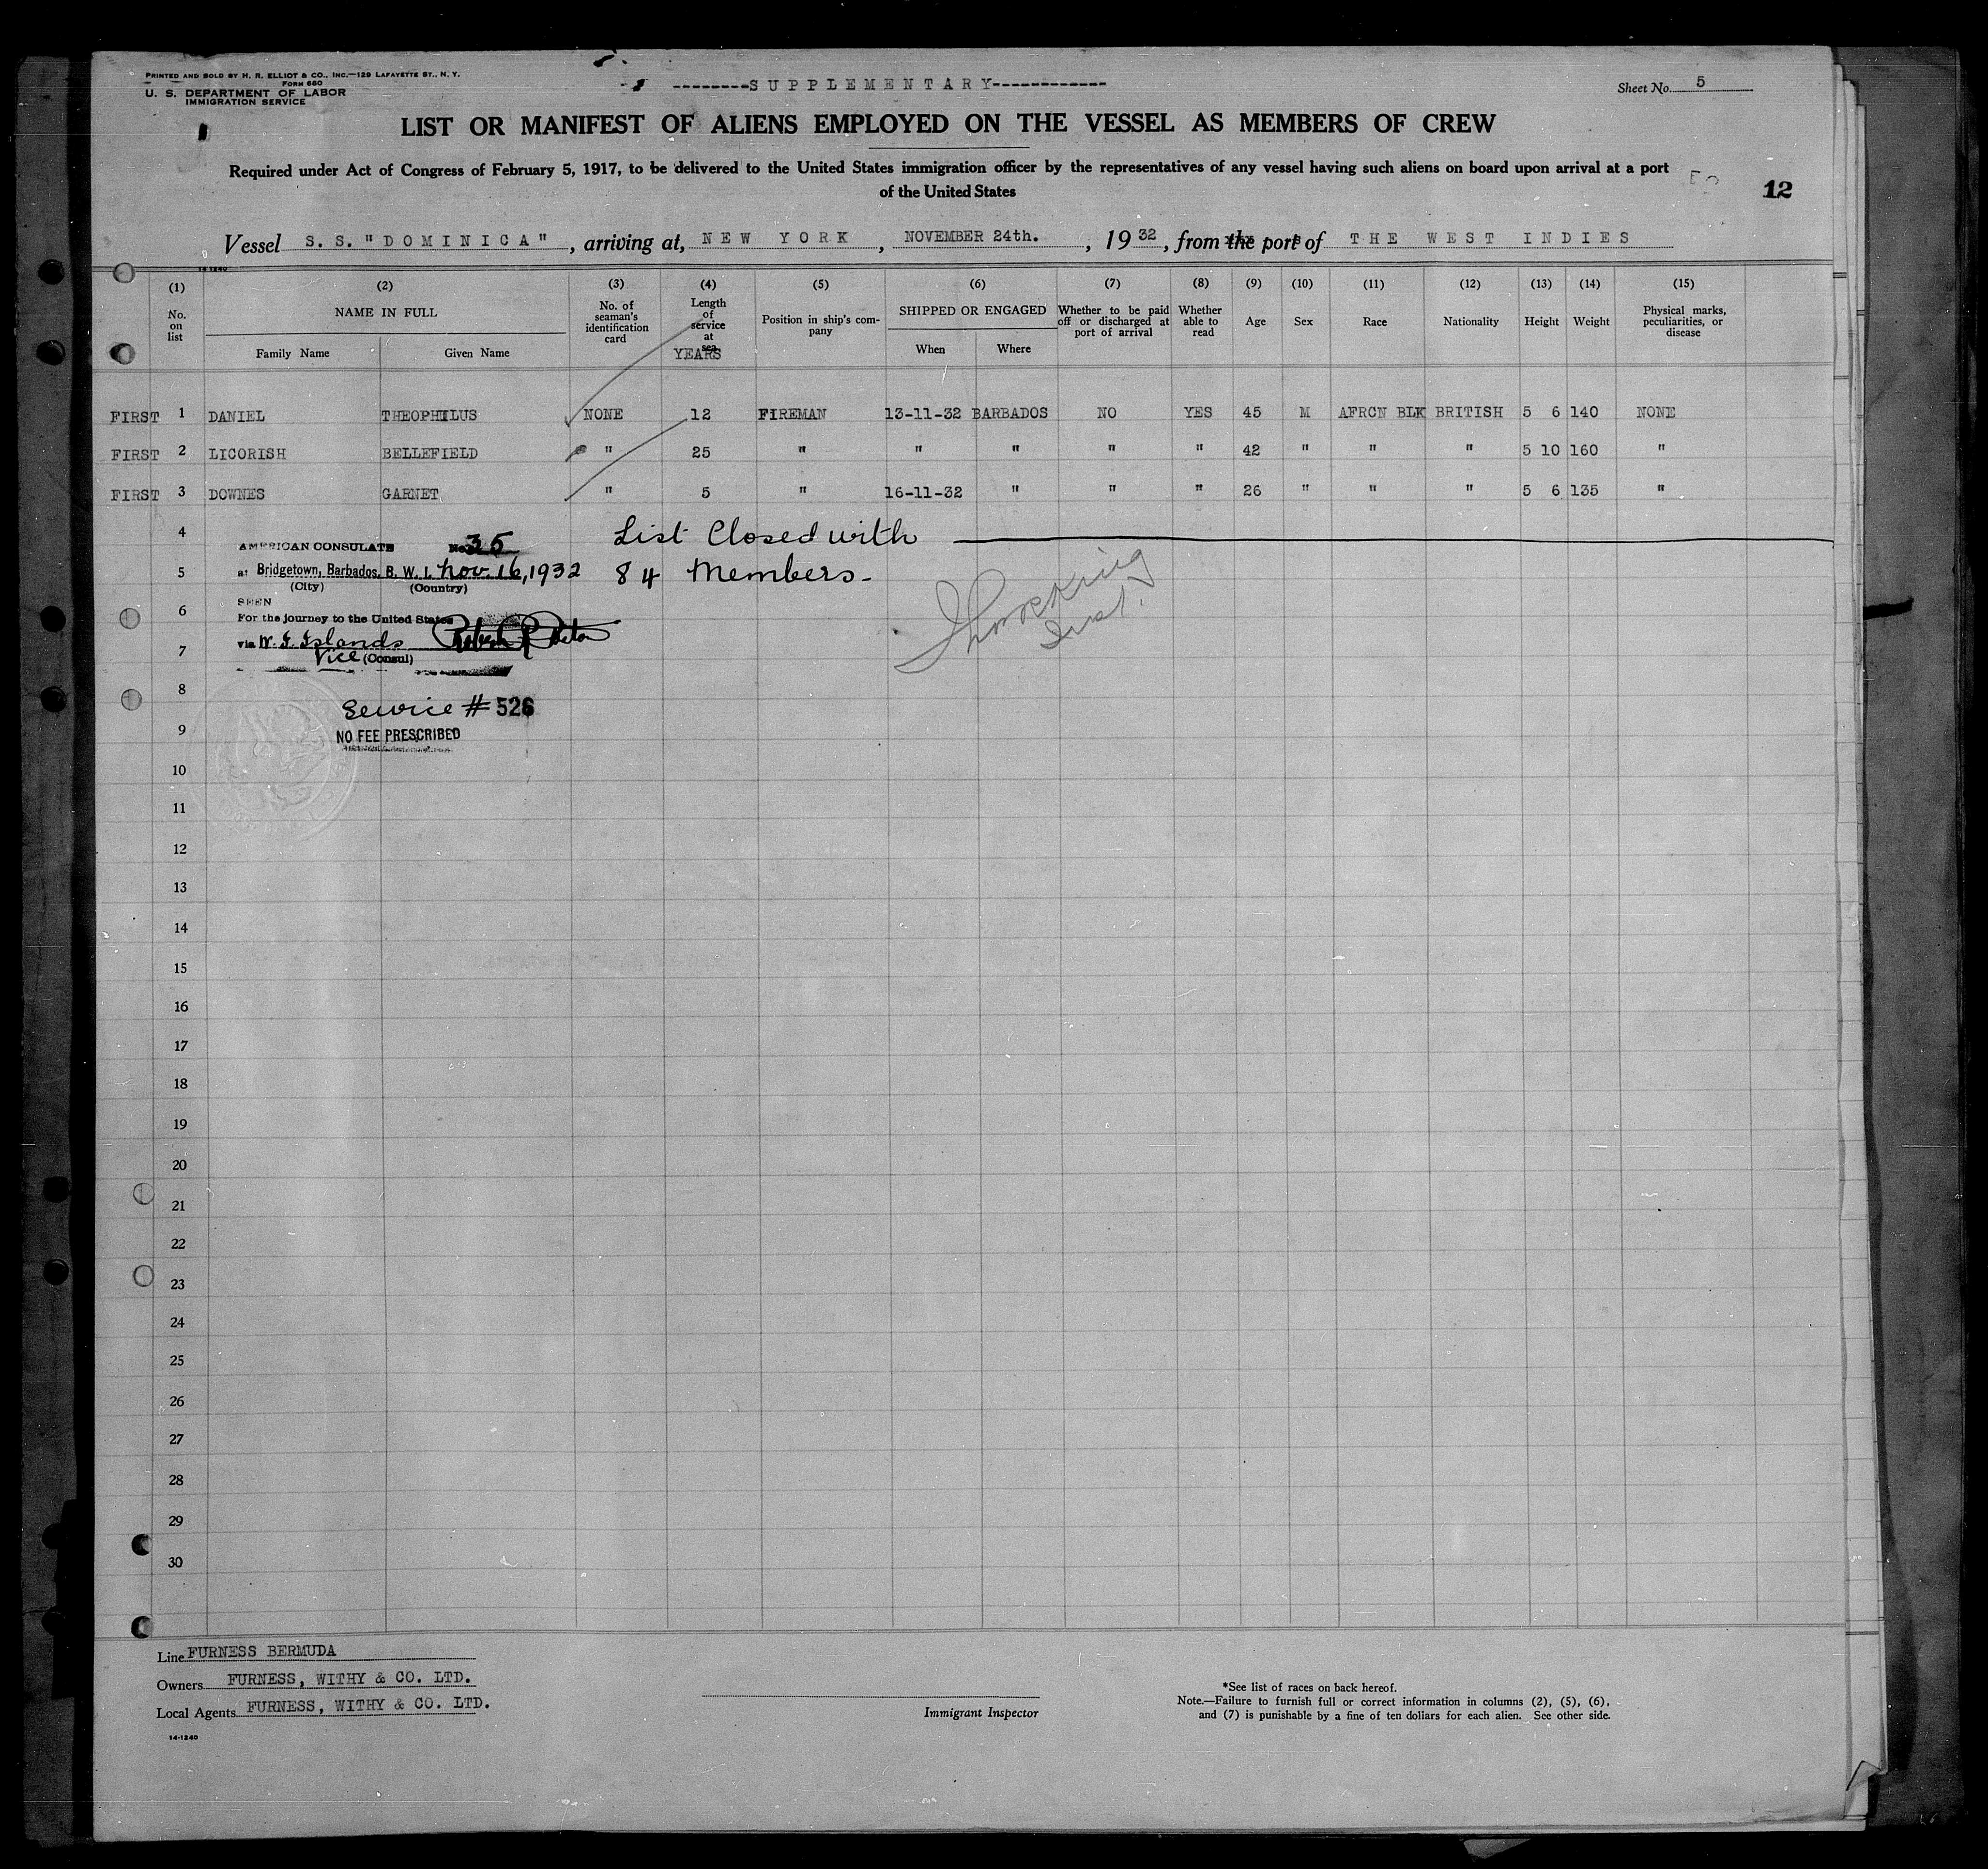 PRINTED AND SOLD BY H. R. ELLIOT & CO., INC.—129 LAFAYETTE ST., N. Y.
FORM 680
U. S. DEPARTMENT OF LABOR
IMMIGRATION SERVICE
--------SUPPLEMENTARY------------
Sheet No. 5
LIST OR MANIFEST OF ALIENS EMPLOYED ON THE VESSEL AS MEMBERS OF CREW
Required under Act of Congress of February 5, 1917, to be delivered to the United States immigration officer by the representatives of any vessel having such aliens on board upon arrival at a port
of the United States
12
Vessel S. S. "DOMINICA", arriving at, NEW YORK, NOVEMBER 24th., 1932, from the ports of THE WEST INDIES
14-1240
(1) (2) (3) (4) (5) (6) (7) (8) (9) (10) (11) (12) (13) (14) (15)
No. on list
NAME IN FULL
Family Name Given Name
No. of seaman's identification card
Length of service at sea
YEARS
Position in ship's company
SHIPPED OR ENGAGED
When Where
Whether to be paid off or discharged at port of arrival
Whether able to read
Age Sex Race Nationality Height Weight
Physical marks, peculiarities, or disease
FIRST 1 DANIEL THEOPHILUS NONE 12 FIREMAN 13-11-32 BARBADOS NO YES 45 M AFRCN BLK BRITISH 5 6 140 NONE
FIRST 2 LICORISH BELLEFIELD " 25 " " " " " 42 " " " 5 10 160 "
FIRST 3 DOWNES GARNET " 5 " 16-11-32 " " " 26 " " " 5 6 135 "
4
List Closed with
AMERICAN CONSULATE No. 35
5
at Bridgetown, Barbados, B. W. I. Nov. 16, 1932
84 Members-
(City) (Country)
6
SEEN
For the journey to the United States
via W. I. Islands
7
Vice (Consul)
8
Service # 526
9
NO FEE PRESCRIBED
10
11
12
13
14
15
16
17
18
19
20
21
22
23
24
25
26
27
28
29
30
Line FURNESS BERMUDA
Owners FURNESS, WITHY & CO. LTD.
Local Agents FURNESS, WITHY & CO. LTD.
14-1240
Immigrant Inspector
*See list of races on back hereof.
Note.—Failure to furnish full or correct information in columns (2), (5), (6),
and (7) is punishable by a fine of ten dollars for each alien. See other side.